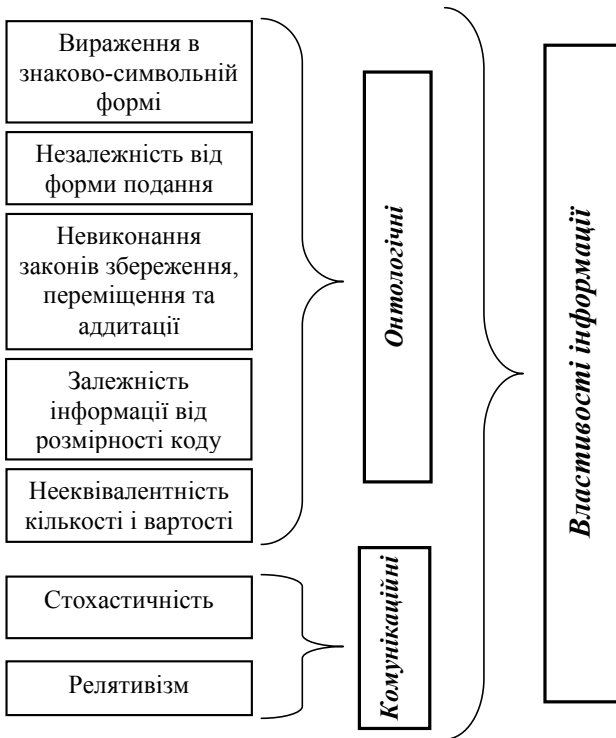 Вираження в
знаково-символьній
формі
Незалежність від
форми подання
Невиконання
законів збереження,
переміщення та
аддитації
Залежність
інформації від
розмірності коду
Нееквівалентність
кількості і вартості
Стохастичність
Релятивізм
Онтологічні
Комунікаційні
Властивості інформації